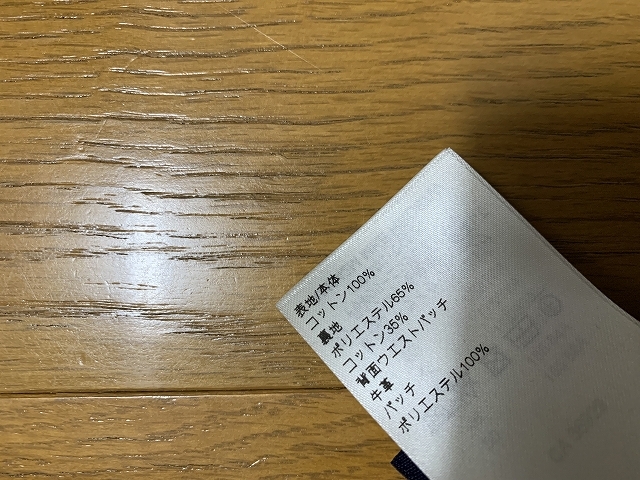 表地/本体
コットン100%
裏地
ポリエステル65%
コットン35%
背面ウエストパッチ
牛革
パッチ
ポリエステル100%